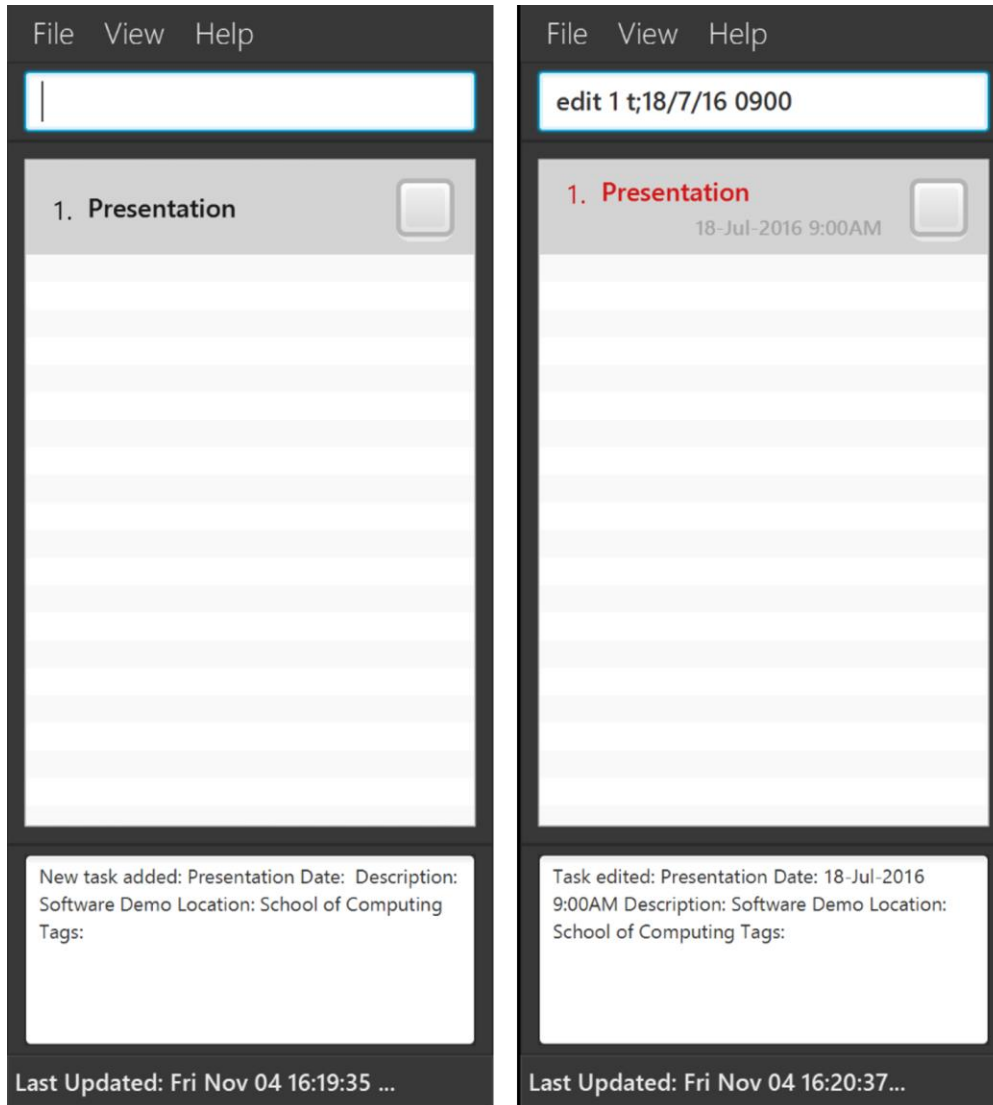 File View Help
1. Presentation
New task added: Presentation Date: Description:
Software Demo Location: School of Computing
Tags:
Last Updated: Fri Nov 04 16:19:35 ...
File View Help
edit 1 t;18/7/16 0900
1. Presentation
18-Jul-2016 9:00AM
Task edited: Presentation Date: 18-Jul-2016
9:00AM Description: Software Demo Location:
School of Computing Tags:
Last Updated: Fri Nov 04 16:20:37...